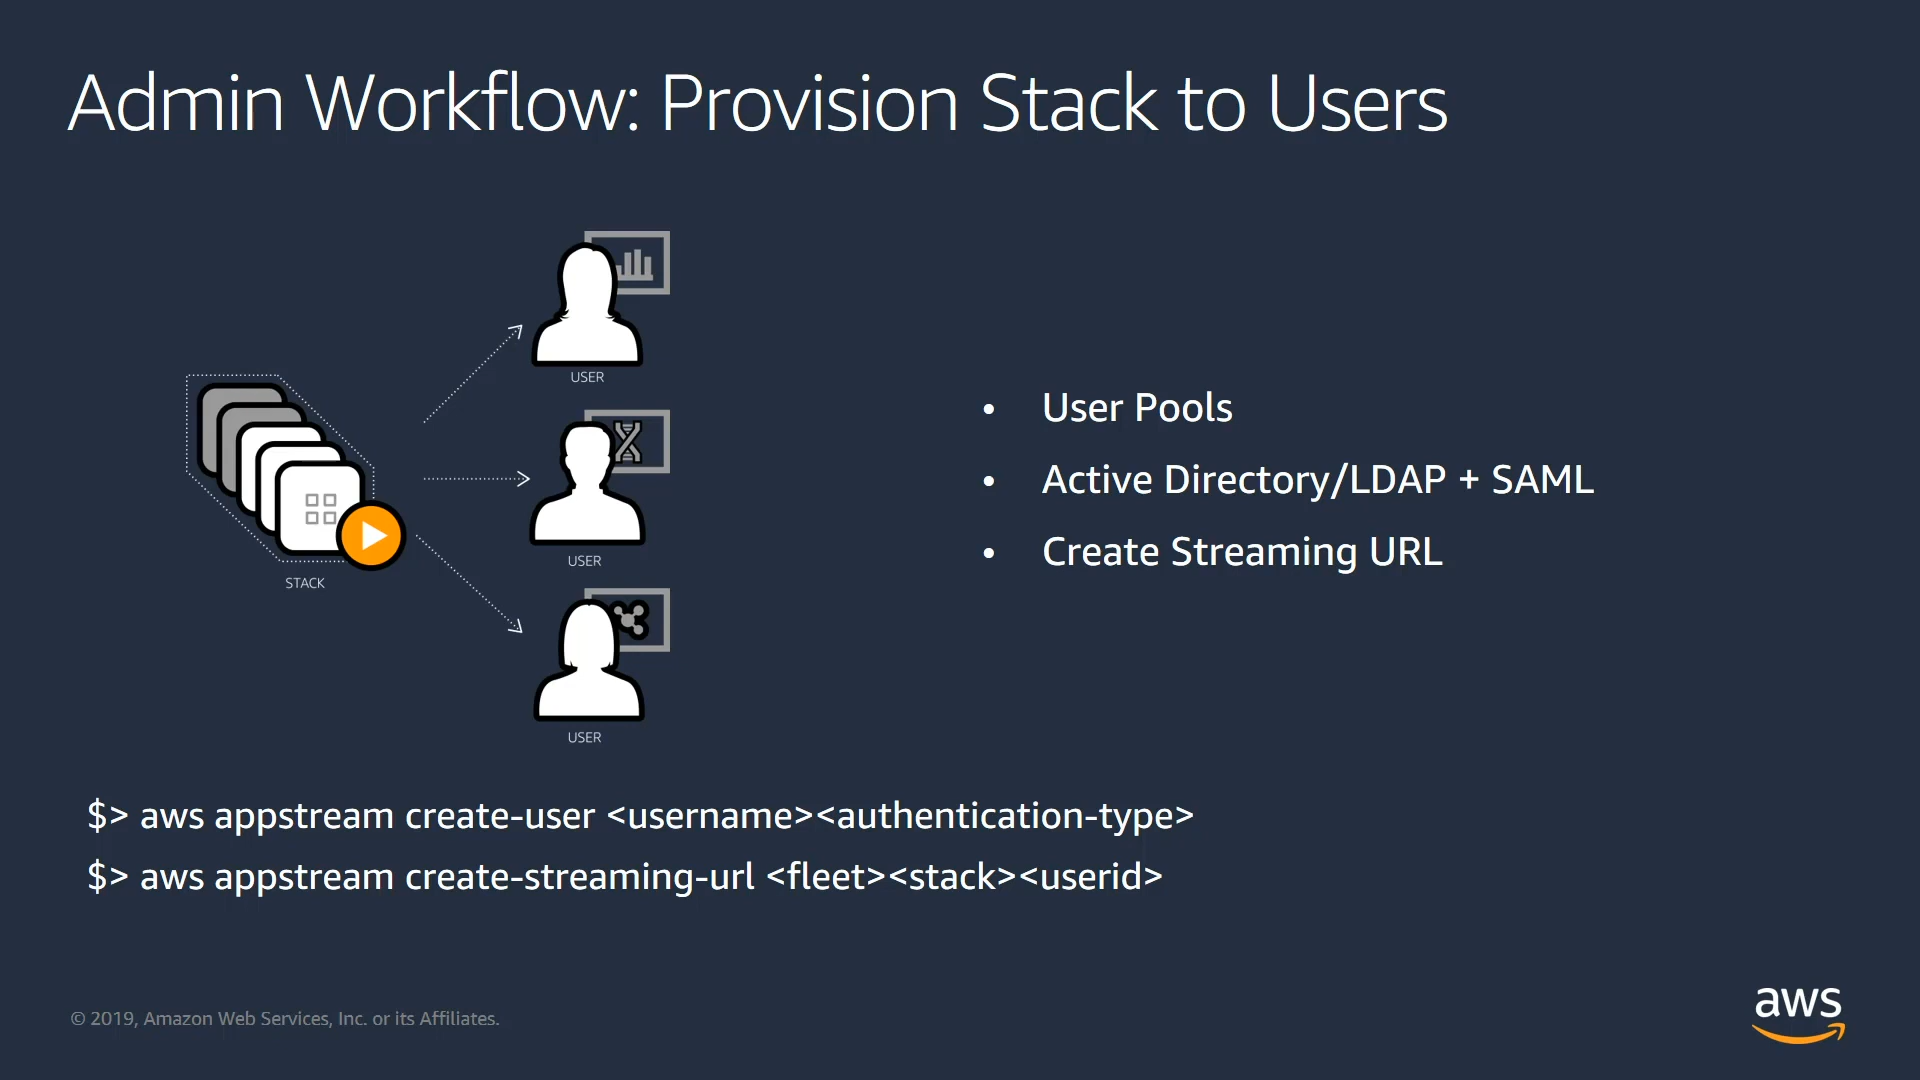 Admin Workflow: Provision Stack to Users
USER
USER
STACK
USER
• User Pools
• Active Directory/LDAP + SAML
• Create Streaming URL
$> aws appstream create-user <username><authentication-type>
$> aws appstream create-streaming-url <fleet><stack><userid>
© 2019, Amazon Web Services, Inc. or its Affiliates.
aws